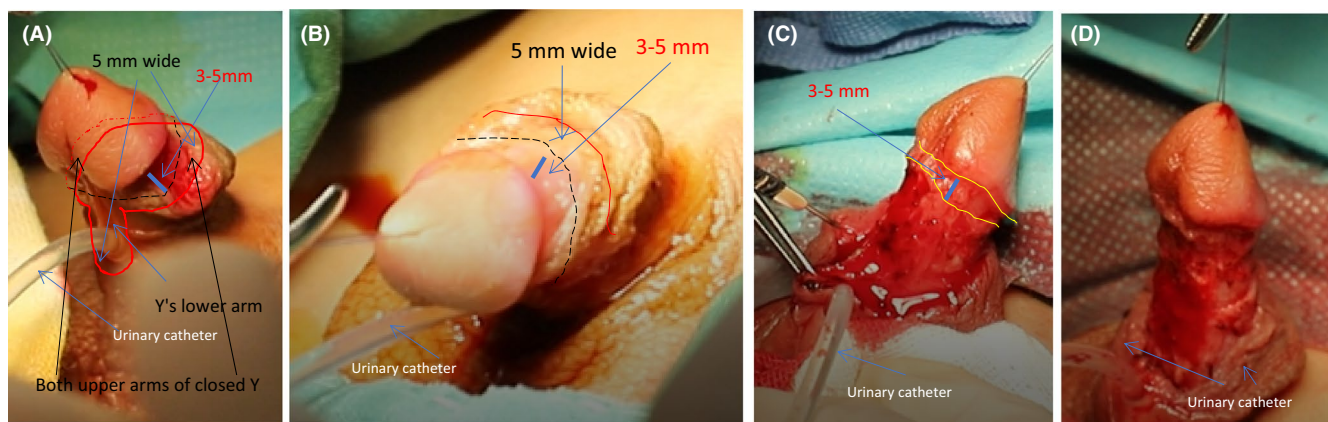 (A)
5 mm wide
3-5mm
Y's lower arm
Urinary catheter
Both upper arms of closed Y
(B)
5 mm wide
3-5 mm
Urinary catheter
(C)
3-5 mm
Urinary catheter
(D)
Urinary catheter